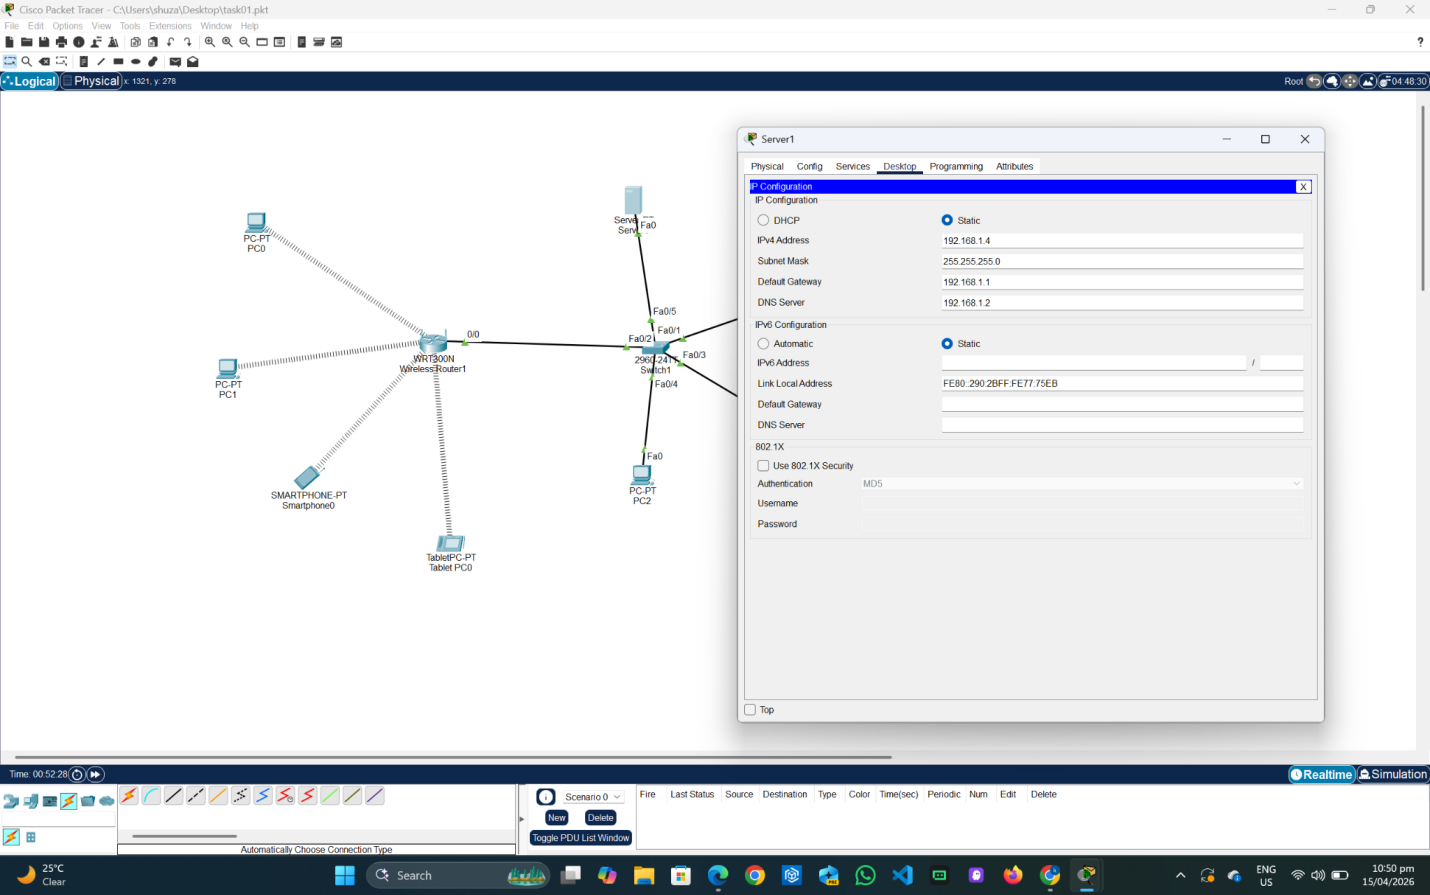 Cisco Packet Tracer - C:\Users\shuza\Desktop\task01.pkt
File Edit Options View Tools Extensions Window Help
?
Logical Physical x: 1321, y: 278 Root 04:48:30
Server1
Physical Config Services Desktop Programming Attributes
IP Configuration X
IP Configuration
DHCP Static
IPv4 Address 192.168.1.4
Subnet Mask 255.255.255.0
Default Gateway 192.168.1.1
DNS Server 192.168.1.2
IPv6 Configuration
Automatic Static
IPv6 Address /
Link Local Address FE80::290:2BFF:FE77:75EB
Default Gateway
DNS Server
802.1X
Use 802.1X Security
Authentication MD5
Username
Password
Top
PC-PT
PC0
Fa0
Fa0/5
Fa0/1
0/0
Fa0/2
WRT300N
Wireless Router1
2960-24TT
Switch1
Fa0/3
Fa0/4
PC-PT
PC1
Fa0
PC-PT
PC2
SMARTPHONE-PT
Smartphone0
TabletPC-PT
Tablet PC0
Time: 00:52:28 Realtime Simulation
Scenario 0
New Delete
Toggle PDU List Window
Fire Last Status Source Destination Type Color Time(sec) Periodic Num Edit Delete
Automatically Choose Connection Type
25°C
Clear
Search
PRE
ENG
US
10:50 pm
15/04/2026